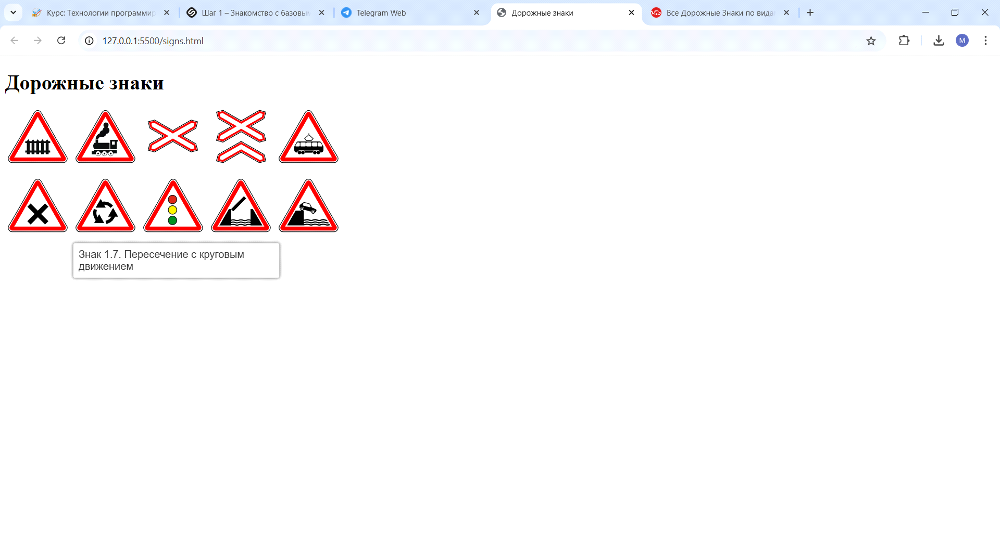 Курс: Технологии программир
Шаг 1 – Знакомство с базовым
Telegram Web
Дорожные знаки
Все Дорожные Знаки по вида
127.0.0.1:5500/signs.html
M
Дорожные знаки
Знак 1.7. Пересечение с круговым
движением